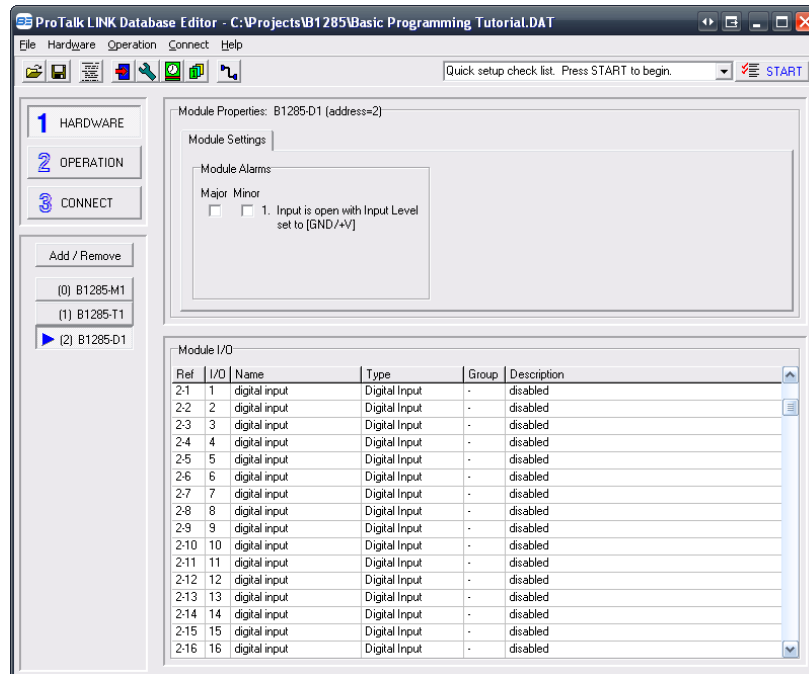 ProTalk LINK Database Editor - C:\Projects\B1285\Basic Programming Tutorial.DAT
File Hardware Operation Connect Help
Quick setup check list. Press START to begin. START
1 HARDWARE
2 OPERATION
3 CONNECT
Add / Remove
(0) B1285-M1
(1) B1285-T1
(2) B1285-D1
Module Properties: B1285-D1 (address=2)
Module Settings
Module Alarms
Major Minor
1. Input is open with Input Level
set to [GND/+V]
Module I/O
Ref I/O Name Type Group Description
2-1 1 digital input Digital Input - disabled
2-2 2 digital input Digital Input - disabled
2-3 3 digital input Digital Input - disabled
2-4 4 digital input Digital Input - disabled
2-5 5 digital input Digital Input - disabled
2-6 6 digital input Digital Input - disabled
2-7 7 digital input Digital Input - disabled
2-8 8 digital input Digital Input - disabled
2-9 9 digital input Digital Input - disabled
2-10 10 digital input Digital Input - disabled
2-11 11 digital input Digital Input - disabled
2-12 12 digital input Digital Input - disabled
2-13 13 digital input Digital Input - disabled
2-14 14 digital input Digital Input - disabled
2-15 15 digital input Digital Input - disabled
2-16 16 digital input Digital Input - disabled